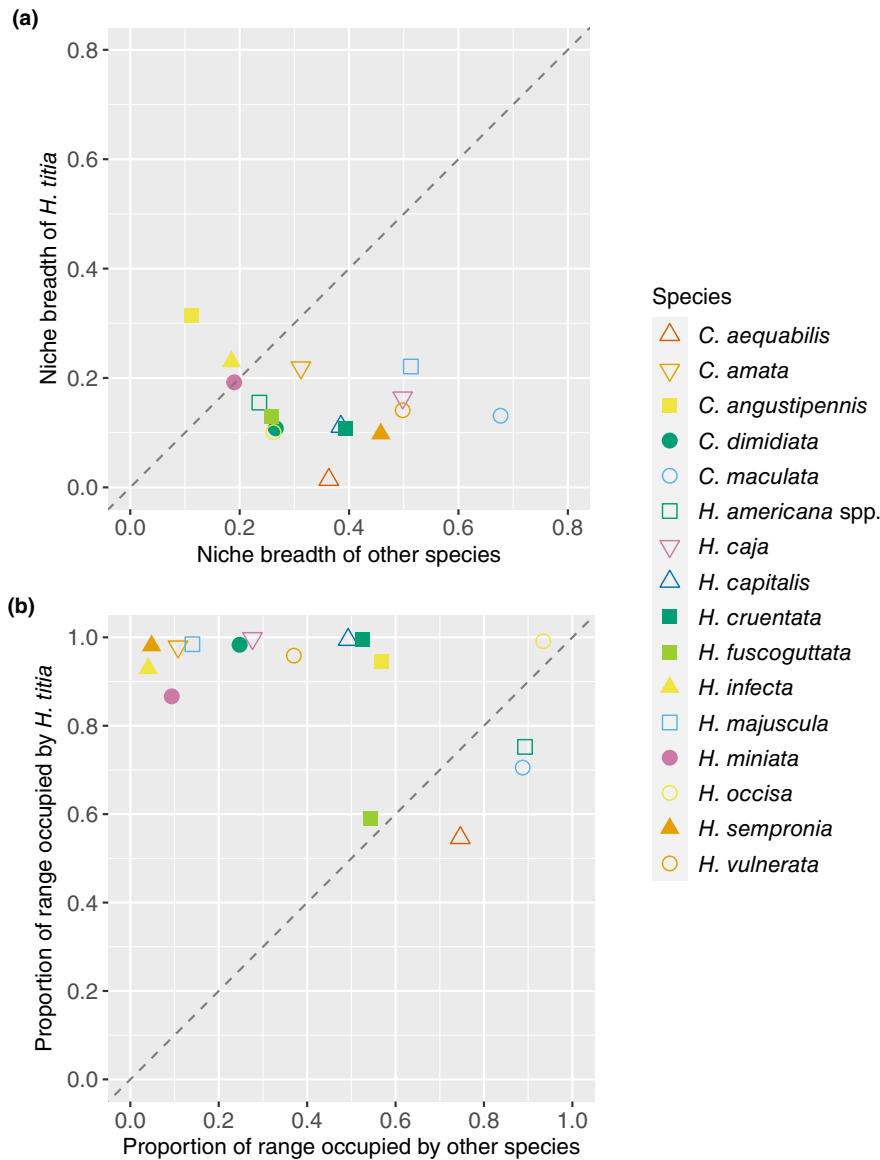 (a)
0.8
0.6
0.4
0.2
0.0
Niche breadth of H. titia
0.0 0.2 0.4 0.6 0.8
Niche breadth of other species
(b)
1.0
0.8
0.6
0.4
0.2
0.0
Proportion of range occupied by H. titia
0.0 0.2 0.4 0.6 0.8 1.0
Proportion of range occupied by other species
Species
C. aequabilis
C. amata
C. angustipennis
C. dimidiata
C. maculata
H. americana spp.
H. caja
H. capitalis
H. cruentata
H. fuscoguttata
H. infecta
H. majuscula
H. miniata
H. occisa
H. sempronia
H. vulnerata